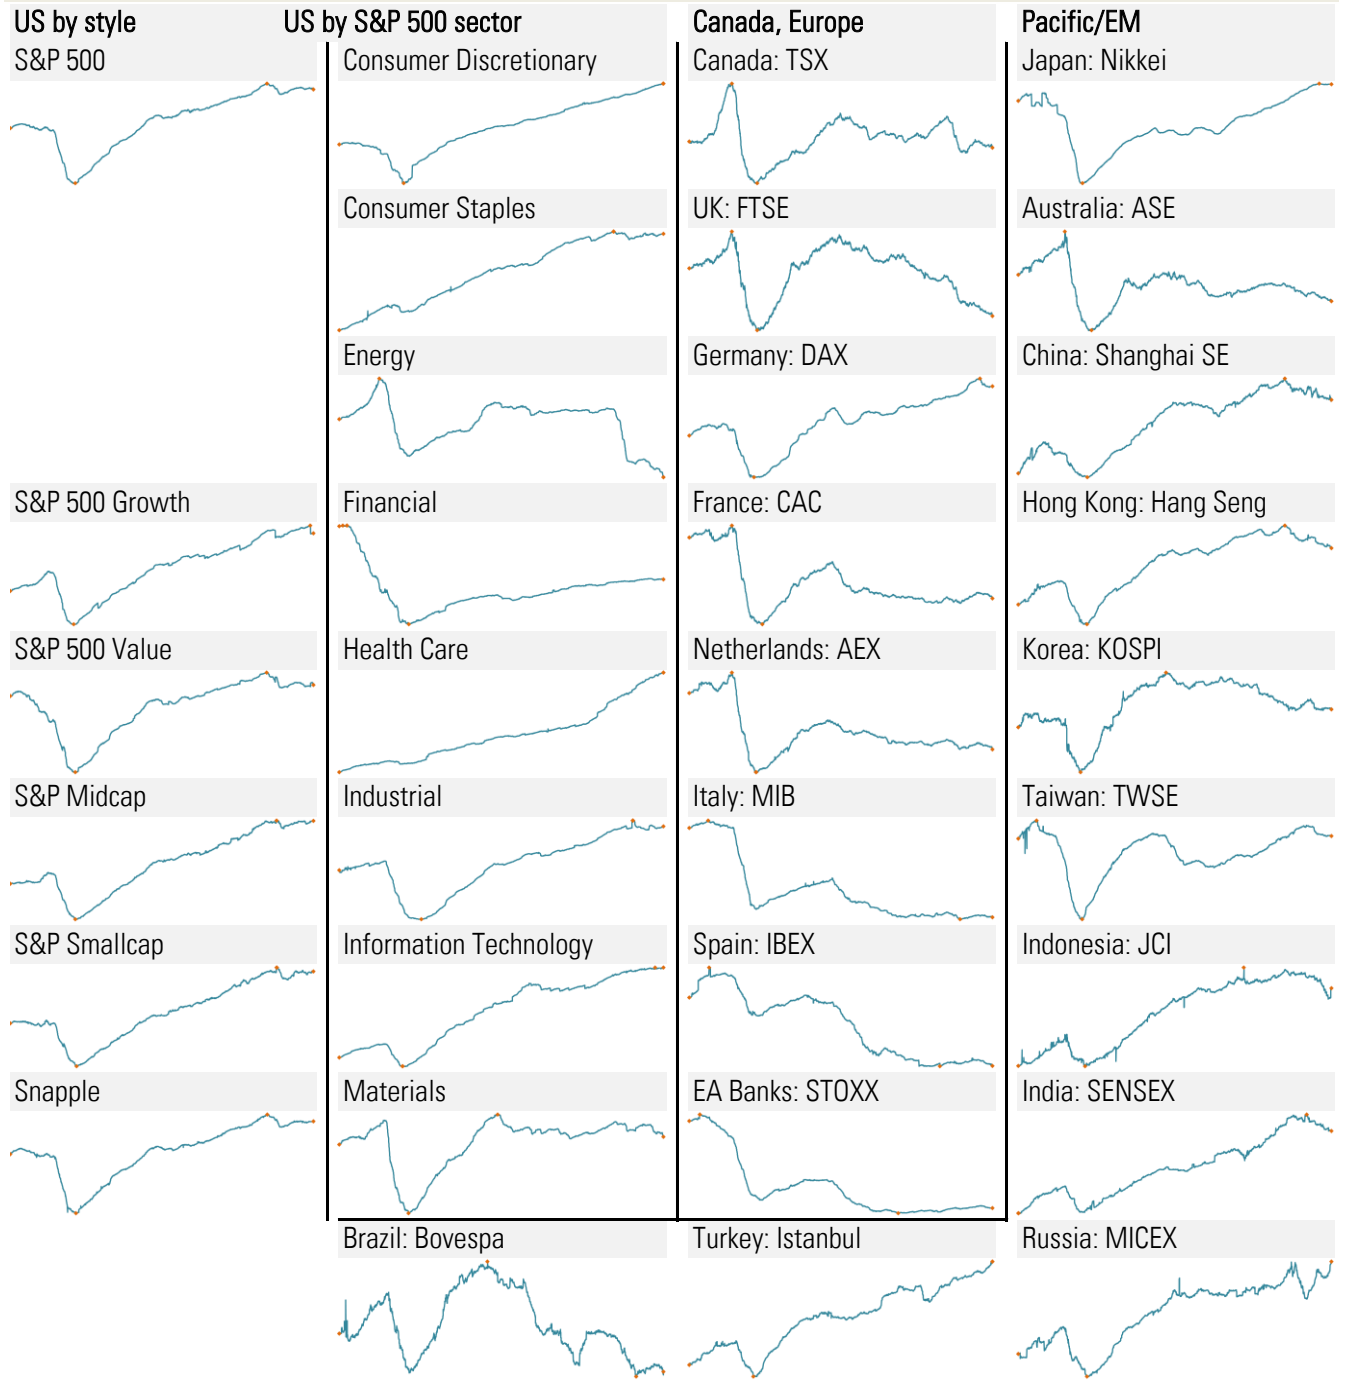 US by style US by S&P 500 sector Canada, Europe Pacific/EM
S&P 500 Consumer Discretionary Canada: TSX Japan: Nikkei
Consumer Staples UK: FTSE Australia: ASE
Energy Germany: DAX China: Shanghai SE
S&P 500 Growth Financial France: CAC Hong Kong: Hang Seng
S&P 500 Value Health Care Netherlands: AEX Korea: KOSPI
S&P Midcap Industrial Italy: MIB Taiwan: TWSE
S&P Smallcap Information Technology Spain: IBEX Indonesia: JCI
Snapple Materials EA Banks: STOXX India: SENSEX
Brazil: Bovespa Turkey: Istanbul Russia: MICEX